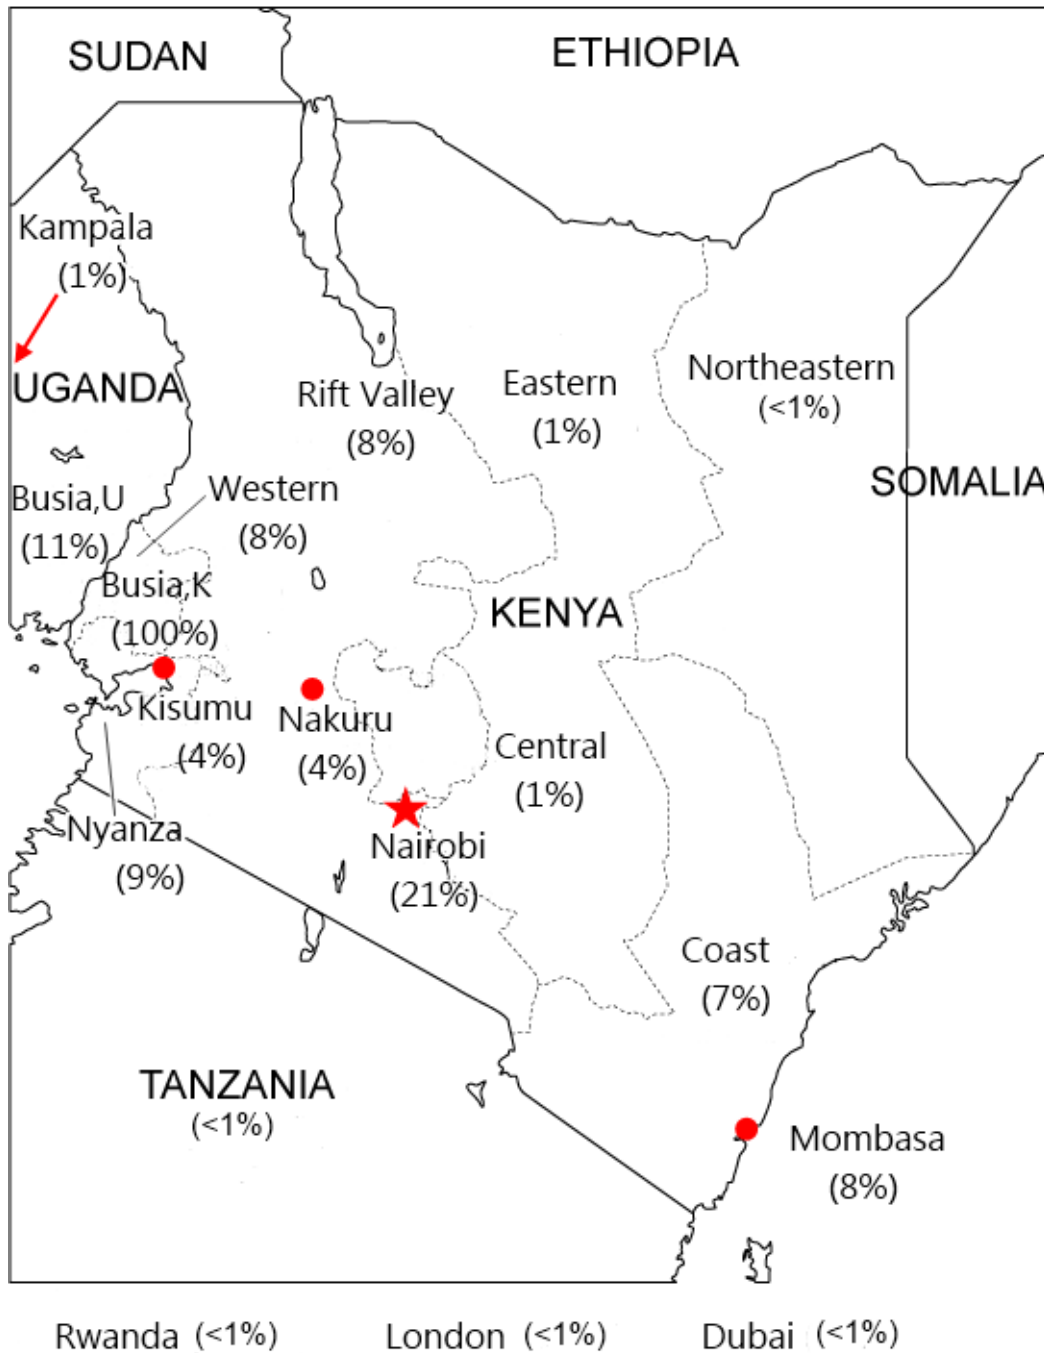 SUDAN
ETHIOPIA
Kampala
(1%)
UGANDA
Rift Valley
(8%)
Eastern
(1%)
Northeastern
(<1%)
SOMALIA
Busia,U
(11%)
Western
(8%)
Busia,K
(100%)
KENYA
Kisumu
(4%)
Nakuru
(4%)
Central
(1%)
Nyanza
(9%)
Nairobi
(21%)
Coast
(7%)
TANZANIA
(<1%)
Mombasa
(8%)
Rwanda (<1%)
London (<1%)
Dubai (<1%)